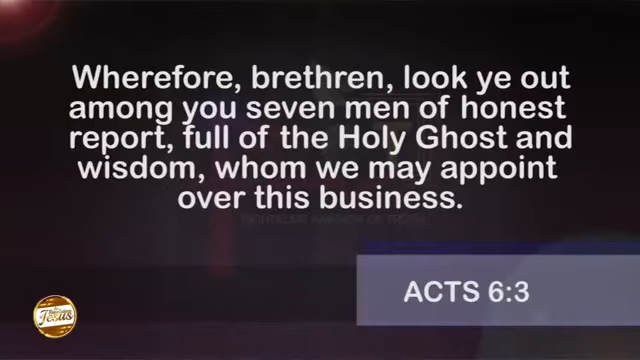 Wherefore, brethren, look ye out
among you seven men of honest
report, full of the Holy Ghost and
wisdom, whom we may appoint
over this business.
ACTS 6:3
Jesus